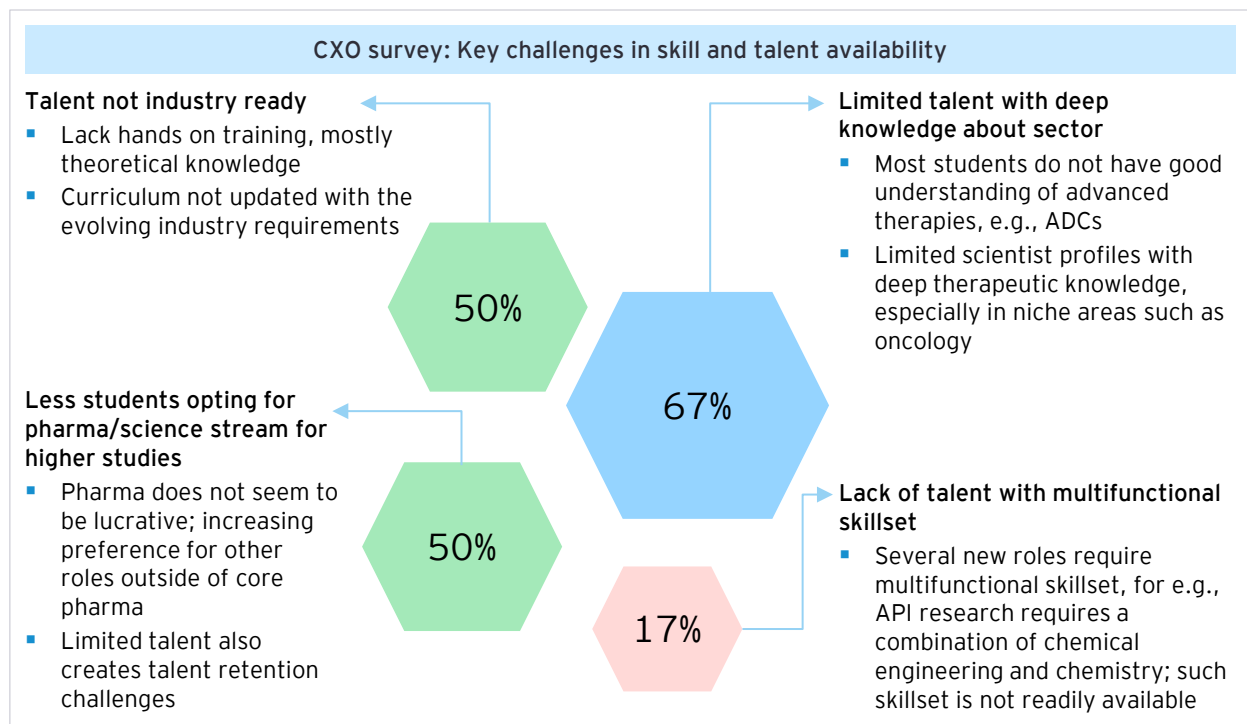 CXO survey: Key challenges in skill and talent availability
Talent not industry ready
▪ Lack hands on training, mostly
theoretical knowledge
▪ Curriculum not updated with the
evolving industry requirements
50%
Limited talent with deep
knowledge about sector
▪ Most students do not have good
understanding of advanced
therapies, e.g., ADCs
▪ Limited scientist profiles with
deep therapeutic knowledge,
especially in niche areas such as
oncology
67%
Less students opting for
pharma/science stream for
higher studies
▪ Pharma does not seem to
be lucrative; increasing
preference for other
roles outside of core
pharma
▪ Limited talent also
creates talent retention
challenges
50%
Lack of talent with multifunctional
skillset
▪ Several new roles require
multifunctional skillset, for e.g.,
API research requires a
combination of chemical
engineering and chemistry; such
skillset is not readily available
17%